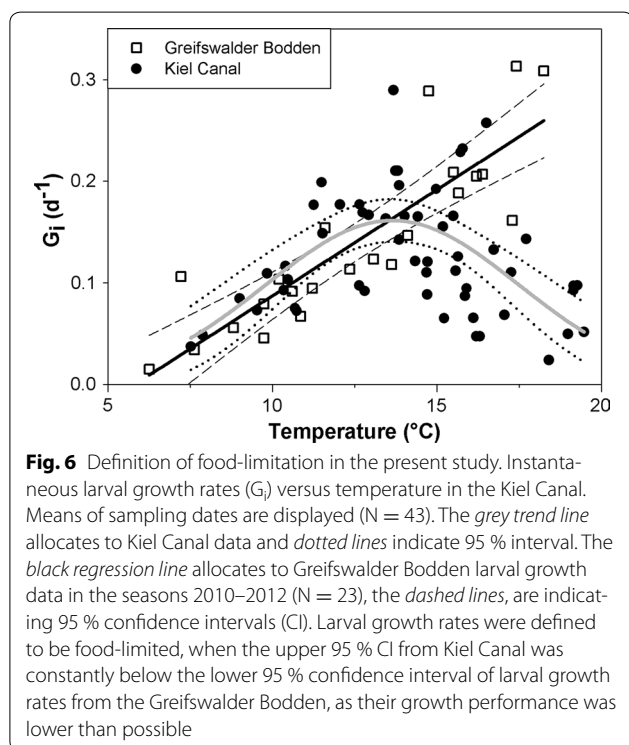 Greifswalder Bodden
Kiel Canal
0.3
0.2
0.1
0.0
Gi (d-1)
5
10
15
20
Temperature (°C)
Fig. 6 Definition of food-limitation in the present study. Instanta-
neous larval growth rates (Gi) versus temperature in the Kiel Canal.
Means of sampling dates are displayed (N = 43). The grey trend line
allocates to Kiel Canal data and dotted lines indicate 95 % interval. The
black regression line allocates to Greifswalder Bodden larval growth
data in the seasons 2010–2012 (N = 23), the dashed lines, are indicat-
ing 95 % confidence intervals (CI). Larval growth rates were defined
to be food-limited, when the upper 95 % CI from Kiel Canal was
constantly below the lower 95 % confidence interval of larval growth
rates from the Greifswalder Bodden, as their growth performance was
lower than possible